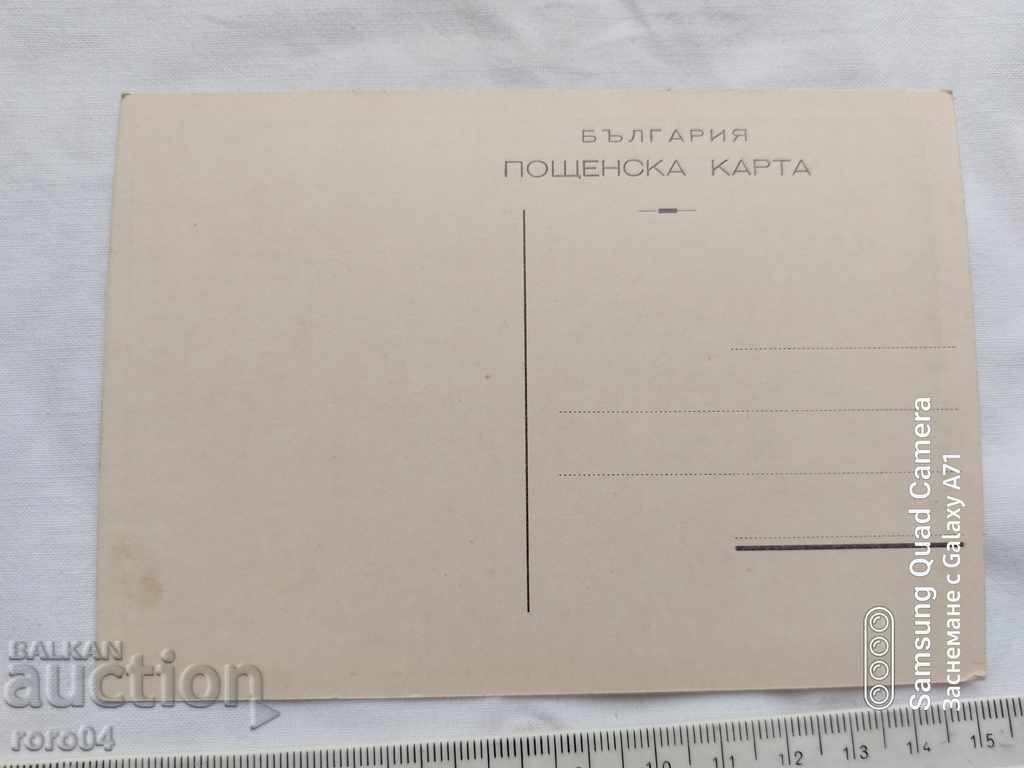 БЪЛГАРИЯ
ПОЩЕНСКА КАРТА
Samsung Quad Camera
Заснемане с Galaxy A71
BALKAN
auction
roro04
1 2 3 4 5 6 7 8 9 10 11 12 13 14 15